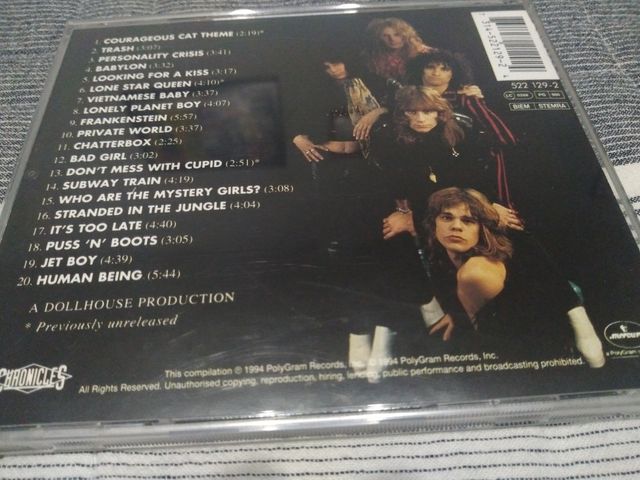 1. COURAGEOUS CAT THEME (2:19)*
2. TRASH (3:07)
3. PERSONALITY CRISIS (3:41)
4. BABYLON (3:32)
5. LOOKING FOR A KISS (3:17)
6. LONE STAR QUEEN (4:10)*
7. VIETNAMESE BABY (3:37)
8. LONELY PLANET BOY (4:07)
9. FRANKENSTEIN (5:57)
10. PRIVATE WORLD (3:37)
11. CHATTERBOX (2:25)
12. BAD GIRL (3:02)
13. DON'T MESS WITH CUPID (2:51)*
14. SUBWAY TRAIN (4:19)
15. WHO ARE THE MYSTERY GIRLS? (3:08)
16. STRANDED IN THE JUNGLE (4:04)
17. IT'S TOO LATE (4:40)
18. PUSS 'N' BOOTS (3:05)
19. JET BOY (4:39)
20. HUMAN BEING (5:44)
A DOLLHOUSE PRODUCTION
* Previously unreleased
CHRONICLES
This compilation ℗ 1994 PolyGram Records, Inc. © 1994 PolyGram Records, Inc.
All Rights Reserved. Unauthorised copying, reproduction, hiring, lending, public performance and broadcasting prohibited.
522 129-2
BIEM STEMRA
mercury